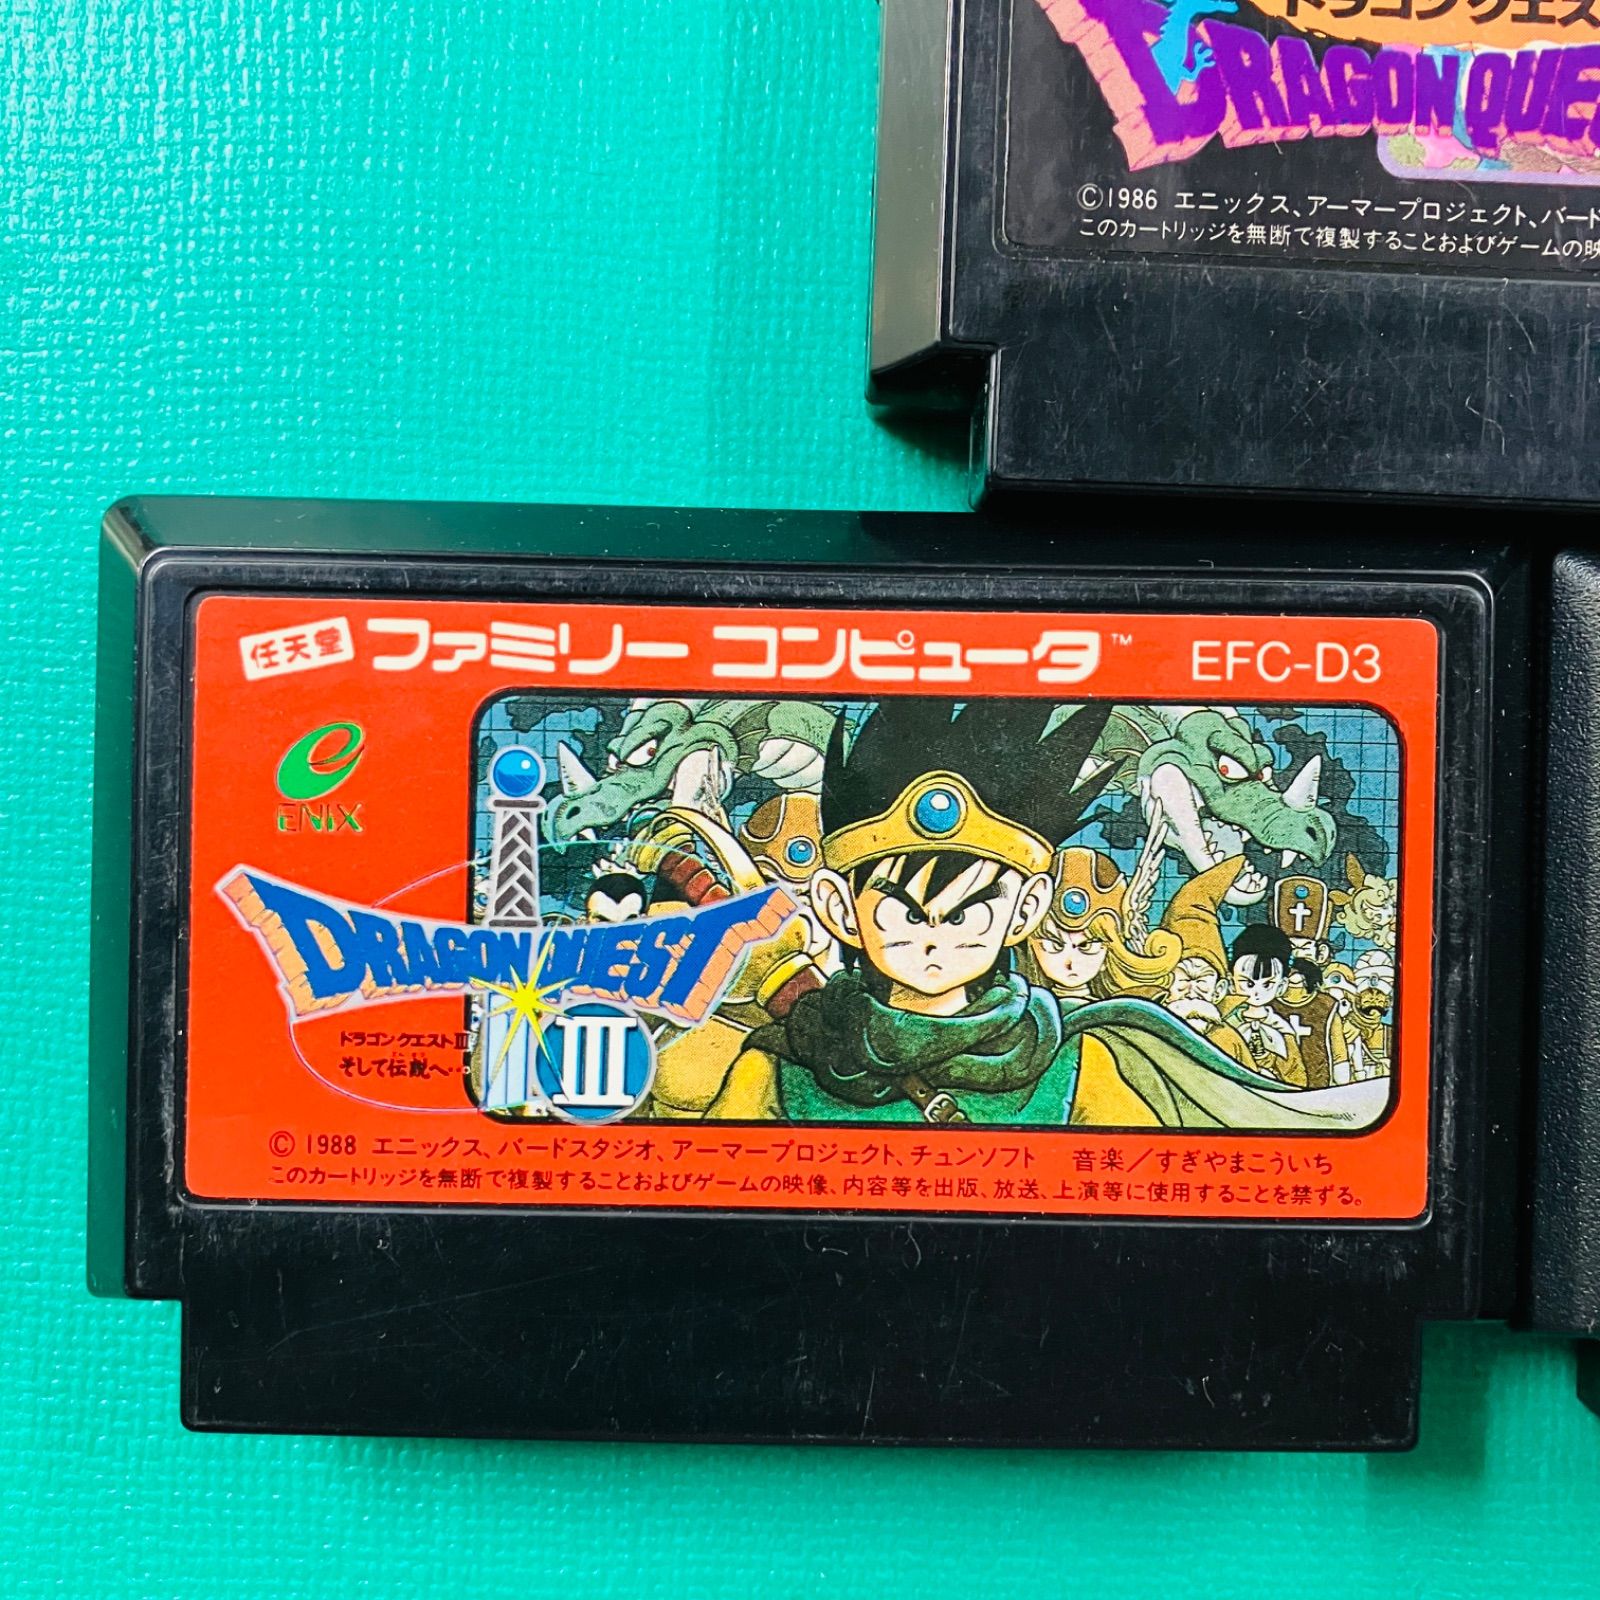 ドラゴンクエス
DRAGON QUE
©1986 エニックス、アーマープロジェクト、バード
このカートリッジを無断で複製することおよびゲームの映
任天堂 ファミリー コンピュータ™ EFC-D3
ENIX
DRAGON QUEST
III
ドラゴンクエストIII
そして伝説へ…
© 1988 エニックス、バードスタジオ、アーマープロジェクト、チュンソフト 音楽／すぎやまこういち
このカートリッジを無断で複製することおよびゲームの映像、内容等を出版、放送、上演等に使用することを禁ずる。